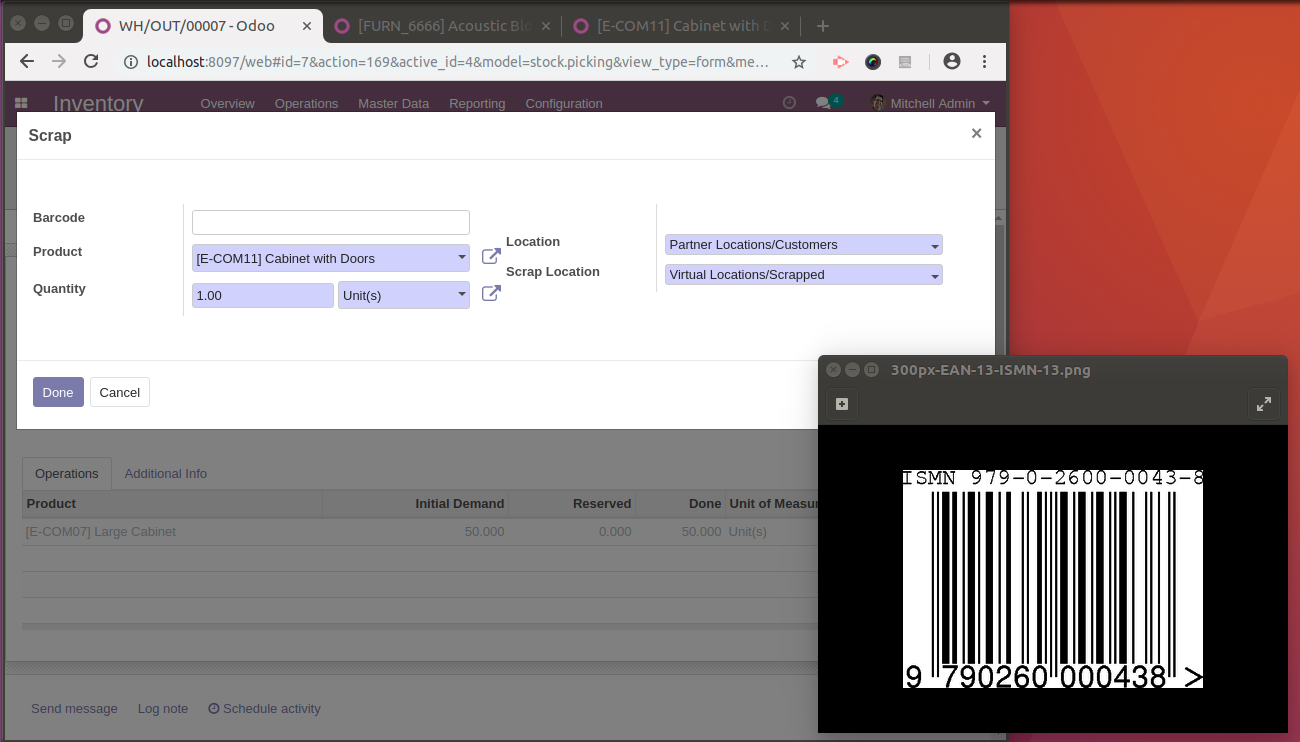 WH/OUT/00007 - Odoo
[FURN_6666] Acoustic Blo
[E-COM11] Cabinet with D
localhost:8097/web#id=7&action=169&active_id=4&model=stock.picking&view_type=form&me...
Inventory Overview Operations Master Data Reporting Configuration 4 Mitchell Admin
Scrap
Barcode
Product
[E-COM11] Cabinet with Doors
Quantity
1.00 Unit(s)
Location
Partner Locations/Customers
Scrap Location
Virtual Locations/Scrapped
Done Cancel
Operations Additional Info
Product Initial Demand Reserved Done Unit of Measur
[E-COM07] Large Cabinet 50.000 0.000 50.000 Unit(s)
Send message Log note Schedule activity
300px-EAN-13-ISMN-13.png
ISMN 979-0-2600-0043-8
9 790260 000438 >